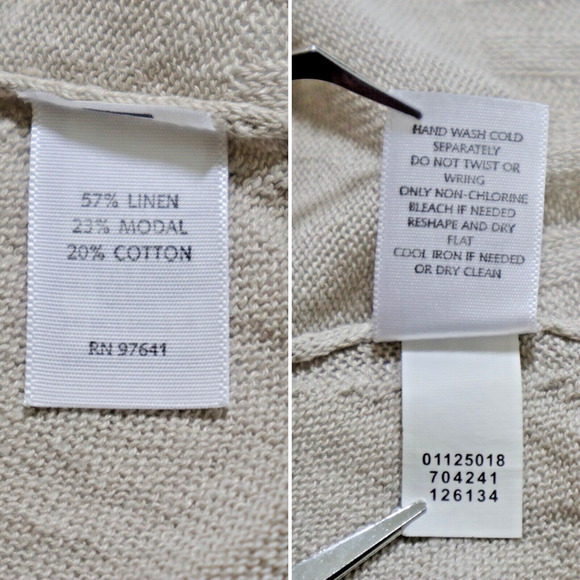 57% LINEN
23% MODAL
20% COTTON
RN 97641
HAND WASH COLD
SEPARATELY
DO NOT TWIST OR
WRING
ONLY NON-CHLORINE
BLEACH IF NEEDED
RESHAPE AND DRY
FLAT
COOL IRON IF NEEDED
OR DRY CLEAN
01125018
704241
126134